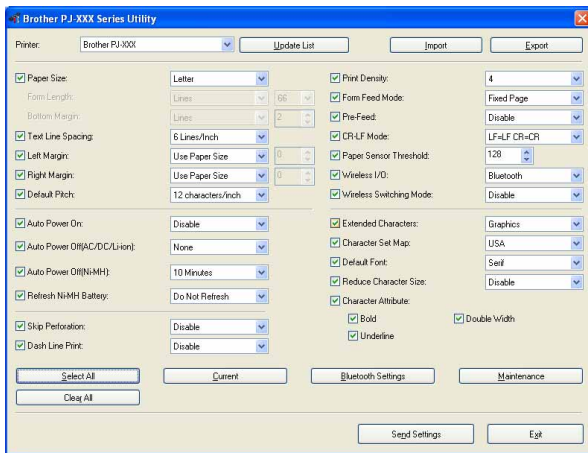 Brother PJ-XXX Series Utility
Printer: Brother PJ-XXX Update List Import Export
Paper Size: Letter
Form Length: Lines 66
Bottom Margin: Lines 2
Text Line Spacing: 6 Lines/Inch
Left Margin: Use Paper Size 0
Right Margin: Use Paper Size 0
Default Pitch: 12 characters/inch
Auto Power On: Disable
Auto Power Off(AC/DC/Li-ion): None
Auto Power Off(Ni-MH): 10 Minutes
Refresh Ni-MH Battery: Do Not Refresh
Skip Perforation: Disable
Dash Line Print: Disable
Print Density: 4
Form Feed Mode: Fixed Page
Pre-Feed: Disable
CR-LF Mode: LF=LF CR=CR
Paper Sensor Threshold: 128
Wireless I/O: Bluetooth
Wireless Switching Mode: Disable
Extended Characters: Graphics
Character Set Map: USA
Default Font: Serif
Reduce Character Size: Disable
Character Attribute:
Bold Double Width
Underline
Select All Current Bluetooth Settings Maintenance
Clear All
Send Settings Exit